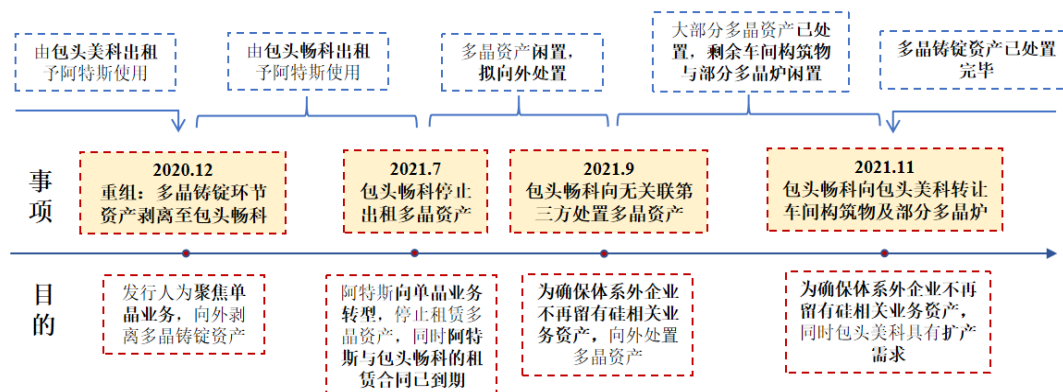 由包头美科出租
予阿特斯使用
由包头畅科出租
予阿特斯使用
多晶资产闲置，
拟向外处置
大部分多晶资产已处
置，剩余车间构筑物
与部分多晶炉闲置
多晶铸锭资产已处置
完毕
事项
2020.12
重组：多晶铸锭环节
资产剥离至包头畅科
2021.7
包头畅科停止
出租多晶资产
2021.9
包头畅科向无关联第
三方处置多晶资产
2021.11
包头畅科向包头美科转让
车间构筑物及部分多晶炉
目的
发行人为聚焦单
晶业务，向外剥
离多晶铸锭资产
阿特斯向单晶业务
转型，停止租赁多
晶资产，同时阿特
斯与包头畅科的租
赁合同已到期
为确保体系外企业
不再留有硅相关业
务资产，向外处置
多晶资产
为确保体系外企业不再
留有硅相关业务资产，
同时包头美科具有扩产
需求